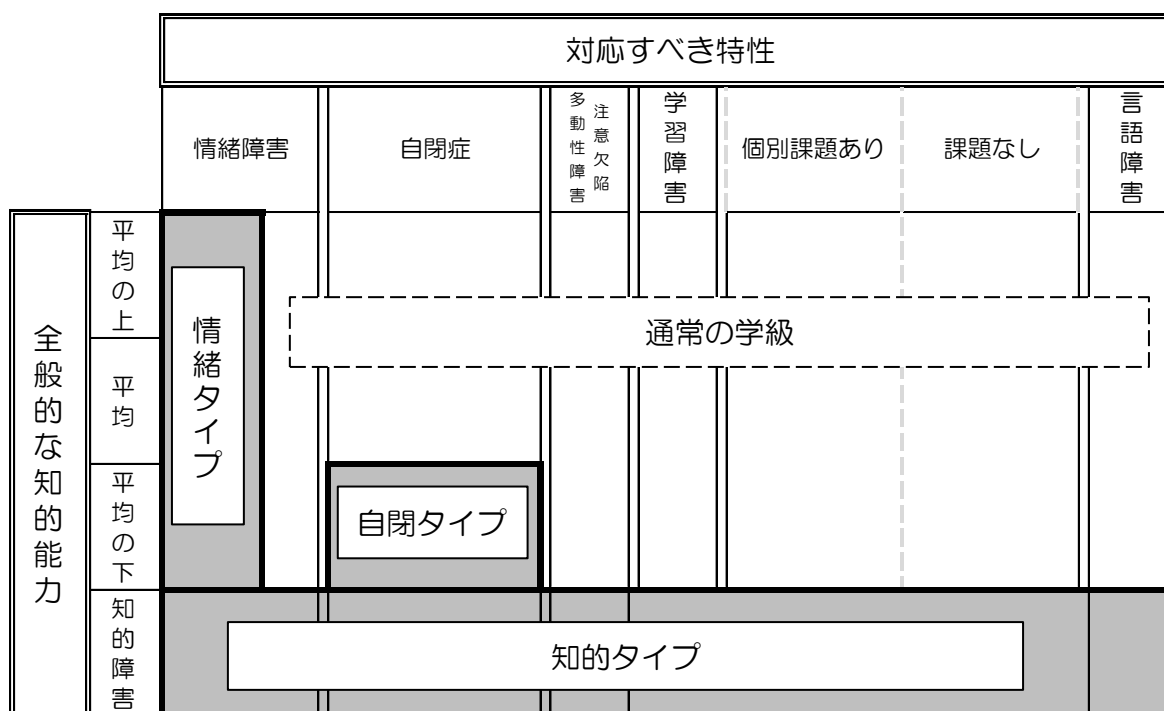 対応すべき特性
情緒障害
自閉症
注意欠陥
多動性障害
学習障害
個別課題あり
課題なし
言語障害
全般的な知的能力
平均の上
平均
平均の下
知的障害
情緒タイプ
通常の学級
自閉タイプ
知的タイプ